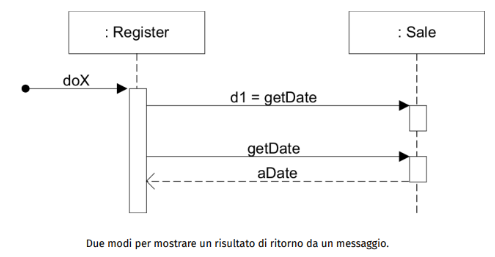 : Register
: Sale
doX
d1 = getDate
getDate
aDate
Due modi per mostrare un risultato di ritorno da un messaggio.